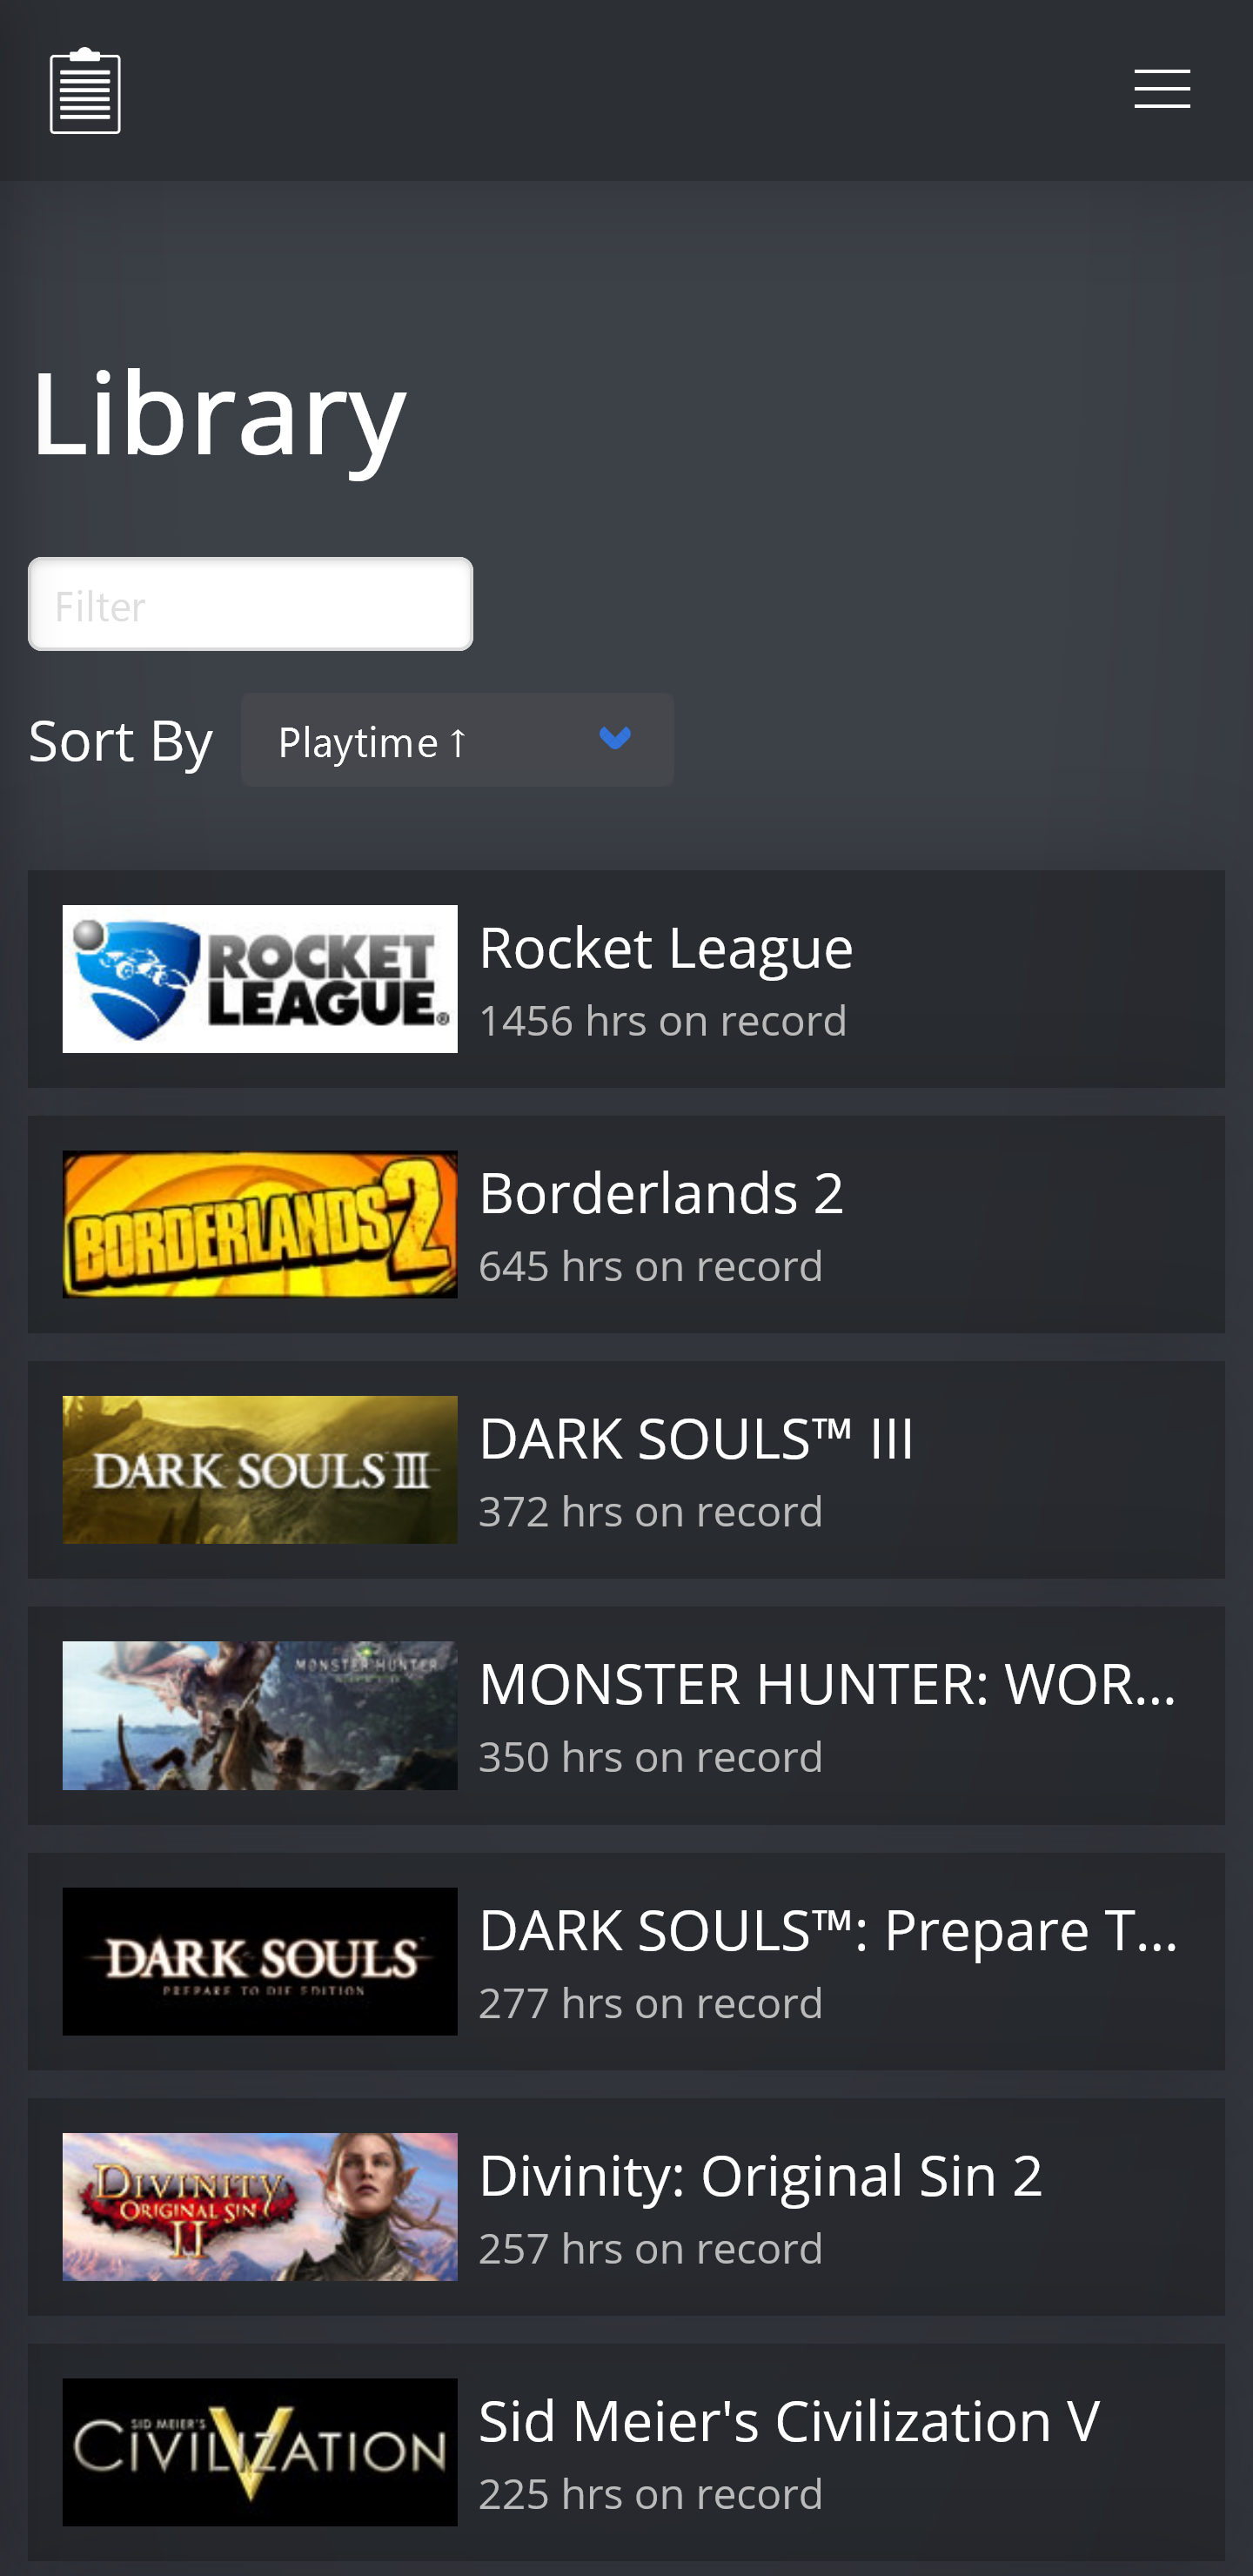 Library
Filter
Sort By Playtime ↑
ROCKET
LEAGUE®
Rocket League
1456 hrs on record
BORDERLANDS 2
Borderlands 2
645 hrs on record
DARK SOULS III
DARK SOULS™ III
372 hrs on record
MONSTER HUNTER
MONSTER HUNTER: WOR...
350 hrs on record
DARK SOULS
PREPARE TO DIE EDITION
DARK SOULS™: Prepare T...
277 hrs on record
DIVINITY
ORIGINAL SIN
II
Divinity: Original Sin 2
257 hrs on record
SID MEIER'S
CIVILIZATION V
Sid Meier's Civilization V
225 hrs on record